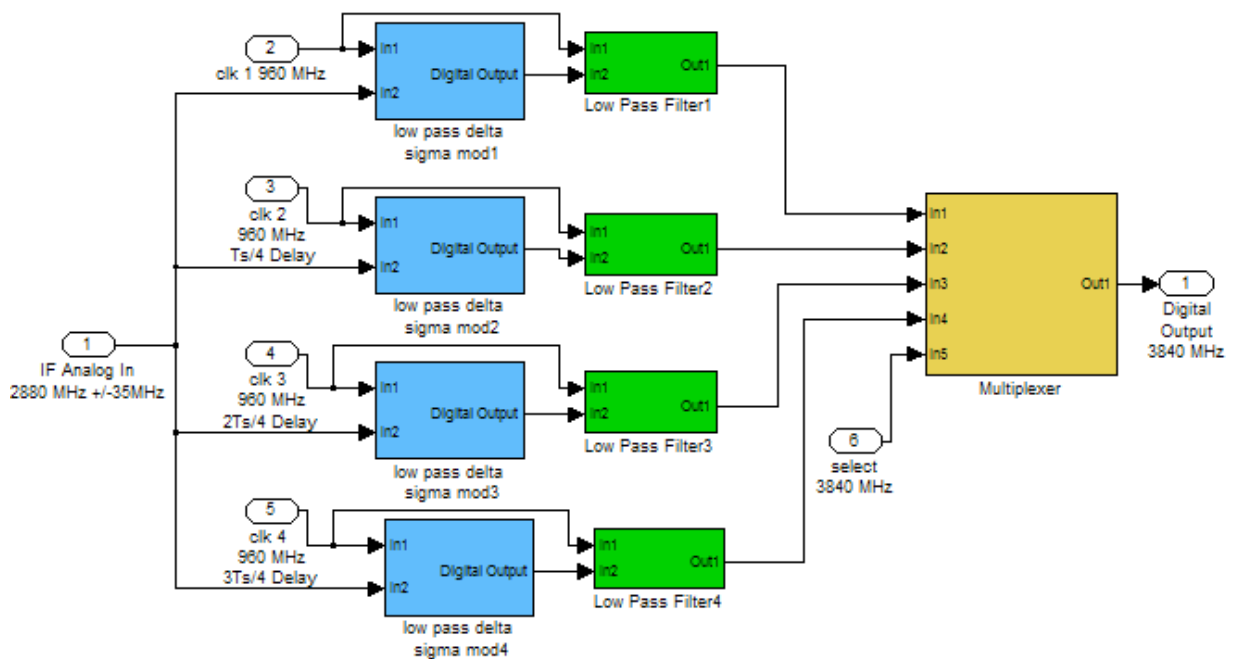 2
clk 1 960 MHz
In1
In2
Digital Output
low pass delta
sigma mod1
In1
In2
Out1
Low Pass Filter1
3
clk 2
960 MHz
Ts/4 Delay
In1
In2
Digital Output
low pass delta
sigma mod2
In1
In2
Out1
Low Pass Filter2
1
IF Analog In
2880 MHz +/-35MHz
4
clk 3
960 MHz
2Ts/4 Delay
In1
In2
Digital Output
low pass delta
sigma mod3
In1
In2
Out1
Low Pass Filter3
5
clk 4
960 MHz
3Ts/4 Delay
In1
In2
Digital Output
low pass delta
sigma mod4
In1
In2
Out1
Low Pass Filter4
In1
In2
In3
In4
In5
Out1
Multiplexer
6
select
3840 MHz
1
Digital
Output
3840 MHz